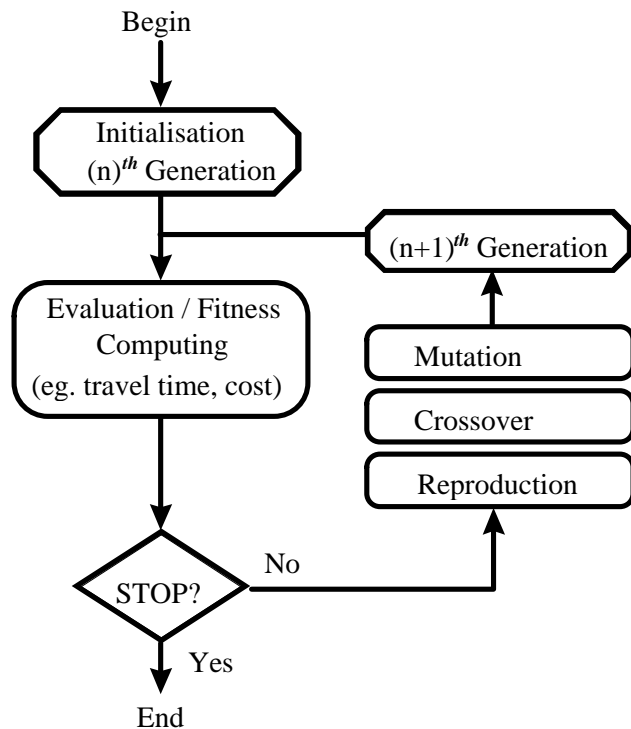 Begin
Initialisation
(n)th Generation
(n+1)th Generation
Evaluation / Fitness
Computing
(eg. travel time, cost)
Mutation
Crossover
Reproduction
No
STOP?
Yes
End